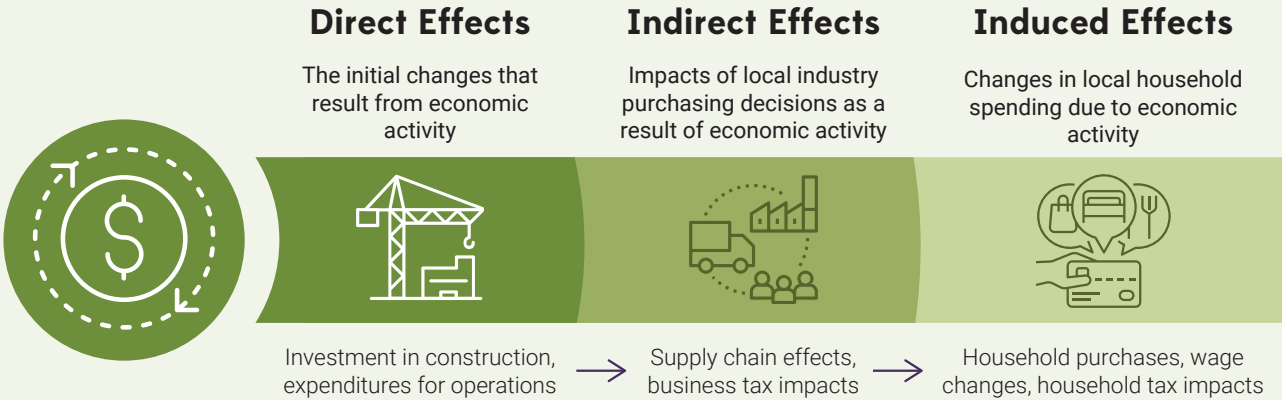 Direct Effects
The initial changes that
result from economic
activity
Indirect Effects
Impacts of local industry
purchasing decisions as a
result of economic activity
Induced Effects
Changes in local household
spending due to economic
activity
$
Investment in construction,
expenditures for operations
Supply chain effects,
business tax impacts
Household purchases, wage
changes, household tax impacts